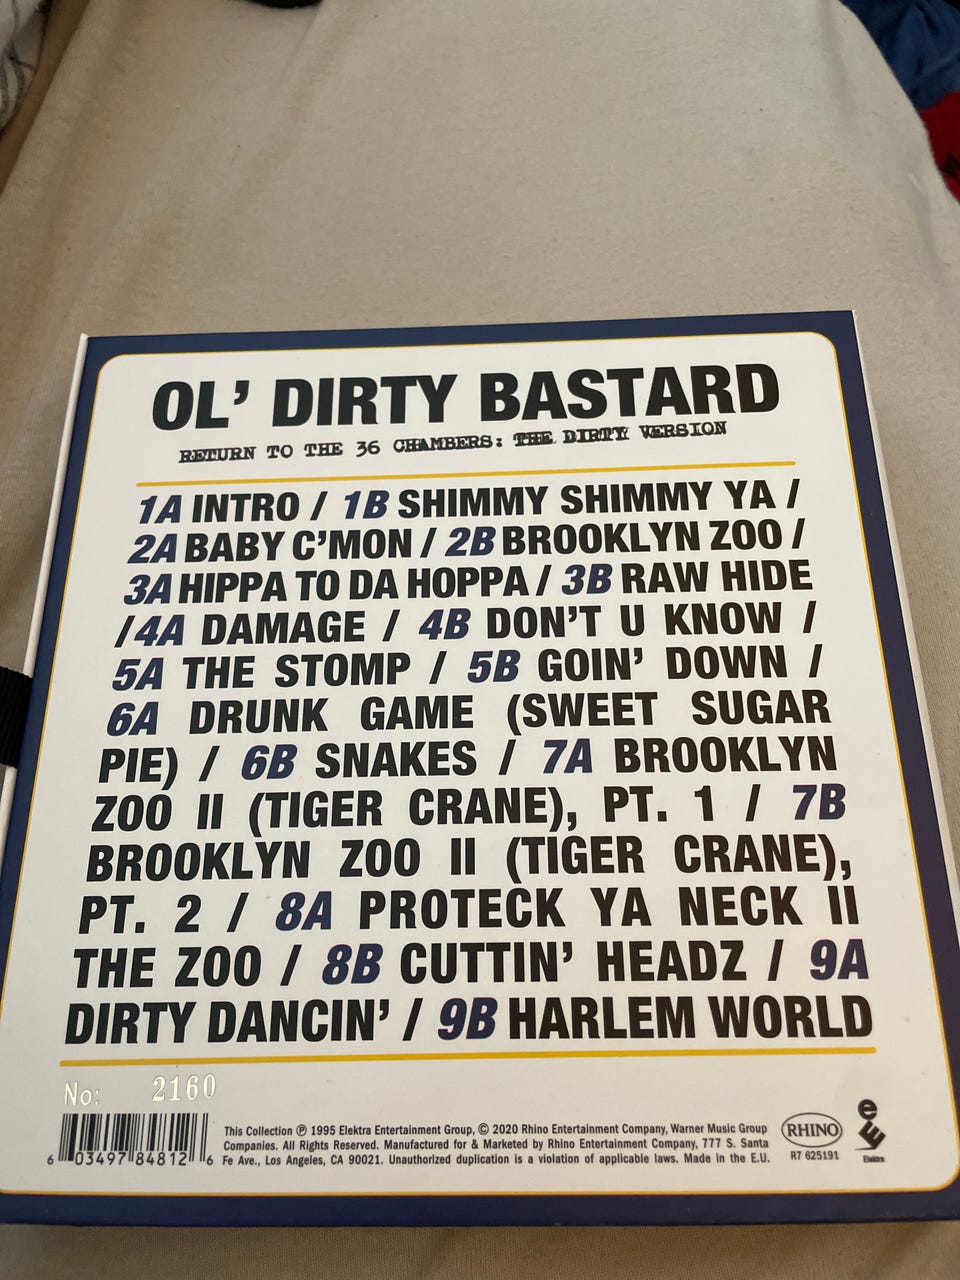 OL' DIRTY BASTARD
RETURN TO THE 36 CHAMBERS: THE DIRTY VERSION
1A INTRO / 1B SHIMMY SHIMMY YA /
2A BABY C'MON / 2B BROOKLYN ZOO /
3A HIPPA TO DA HOPPA / 3B RAW HIDE
/ 4A DAMAGE / 4B DON'T U KNOW /
5A THE STOMP / 5B GOIN' DOWN /
6A DRUNK GAME (SWEET SUGAR
PIE) / 6B SNAKES / 7A BROOKLYN
ZOO II (TIGER CRANE), PT. 1 / 7B
BROOKLYN ZOO II (TIGER CRANE),
PT. 2 / 8A PROTECK YA NECK II
THE ZOO / 8B CUTTIN' HEADZ / 9A
DIRTY DANCIN' / 9B HARLEM WORLD
No: 2160
6 03497 84812 6
This Collection ℗ 1995 Elektra Entertainment Group, © 2020 Rhino Entertainment Company, Warner Music Group
Companies. All Rights Reserved. Manufactured for & Marketed by Rhino Entertainment Company, 777 S. Santa
Fe Ave., Los Angeles, CA 90021. Unauthorized duplication is a violation of applicable laws. Made in the E.U.
RHINO
R7 625191
e
Elektra